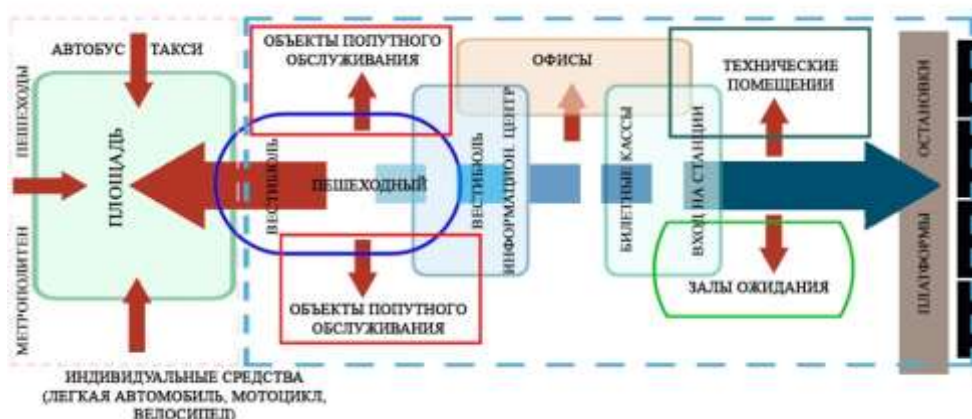 АВТОБУС ТАКСИ
ПЕШЕХОДЫ
МЕТРОПОЛИТЕН
ПЛОЩАДЬ
ИНДИВИДУАЛЬНЫЕ СРЕДСТВА
(ЛЕГКАЯ АВТОМОБИЛЬ, МОТОЦИКЛ,
ВЕЛОСИПЕД)
ОБЪЕКТЫ ПОПУТНОГО
ОБСЛУЖИВАНИЯ
ВЕСТИБЮЛЬ
ПЕШЕХОДНЫЙ
ОБЪЕКТЫ ПОПУТНОГО
ОБСЛУЖИВАНИЯ
ВЕСТИБЮЛЬ
ИНФОРМАЦИОН. ЦЕНТР
ОФИСЫ
БИЛЕТНЫЕ КАССЫ
ВХОД НА СТАНЦИИ
ТЕХНИЧЕСКИЕ
ПОМЕЩЕНИИ
ЗАЛЫ ОЖИДАНИЯ
ОСТАНОВКИ
ПЛАТФОРМЫ